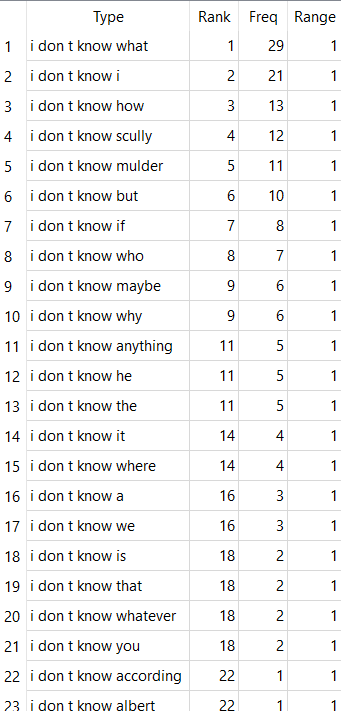 Type Rank Freq Range
1 i don t know what 1 29 1
2 i don t know i 2 21 1
3 i don t know how 3 13 1
4 i don t know scully 4 12 1
5 i don t know mulder 5 11 1
6 i don t know but 6 10 1
7 i don t know if 7 8 1
8 i don t know who 8 7 1
9 i don t know maybe 9 6 1
10 i don t know why 9 6 1
11 i don t know anything 11 5 1
12 i don t know he 11 5 1
13 i don t know the 11 5 1
14 i don t know it 14 4 1
15 i don t know where 14 4 1
16 i don t know a 16 3 1
17 i don t know we 16 3 1
18 i don t know is 18 2 1
19 i don t know that 18 2 1
20 i don t know whatever 18 2 1
21 i don t know you 18 2 1
22 i don t know according 22 1 1
23 i don t know albert 22 1 1